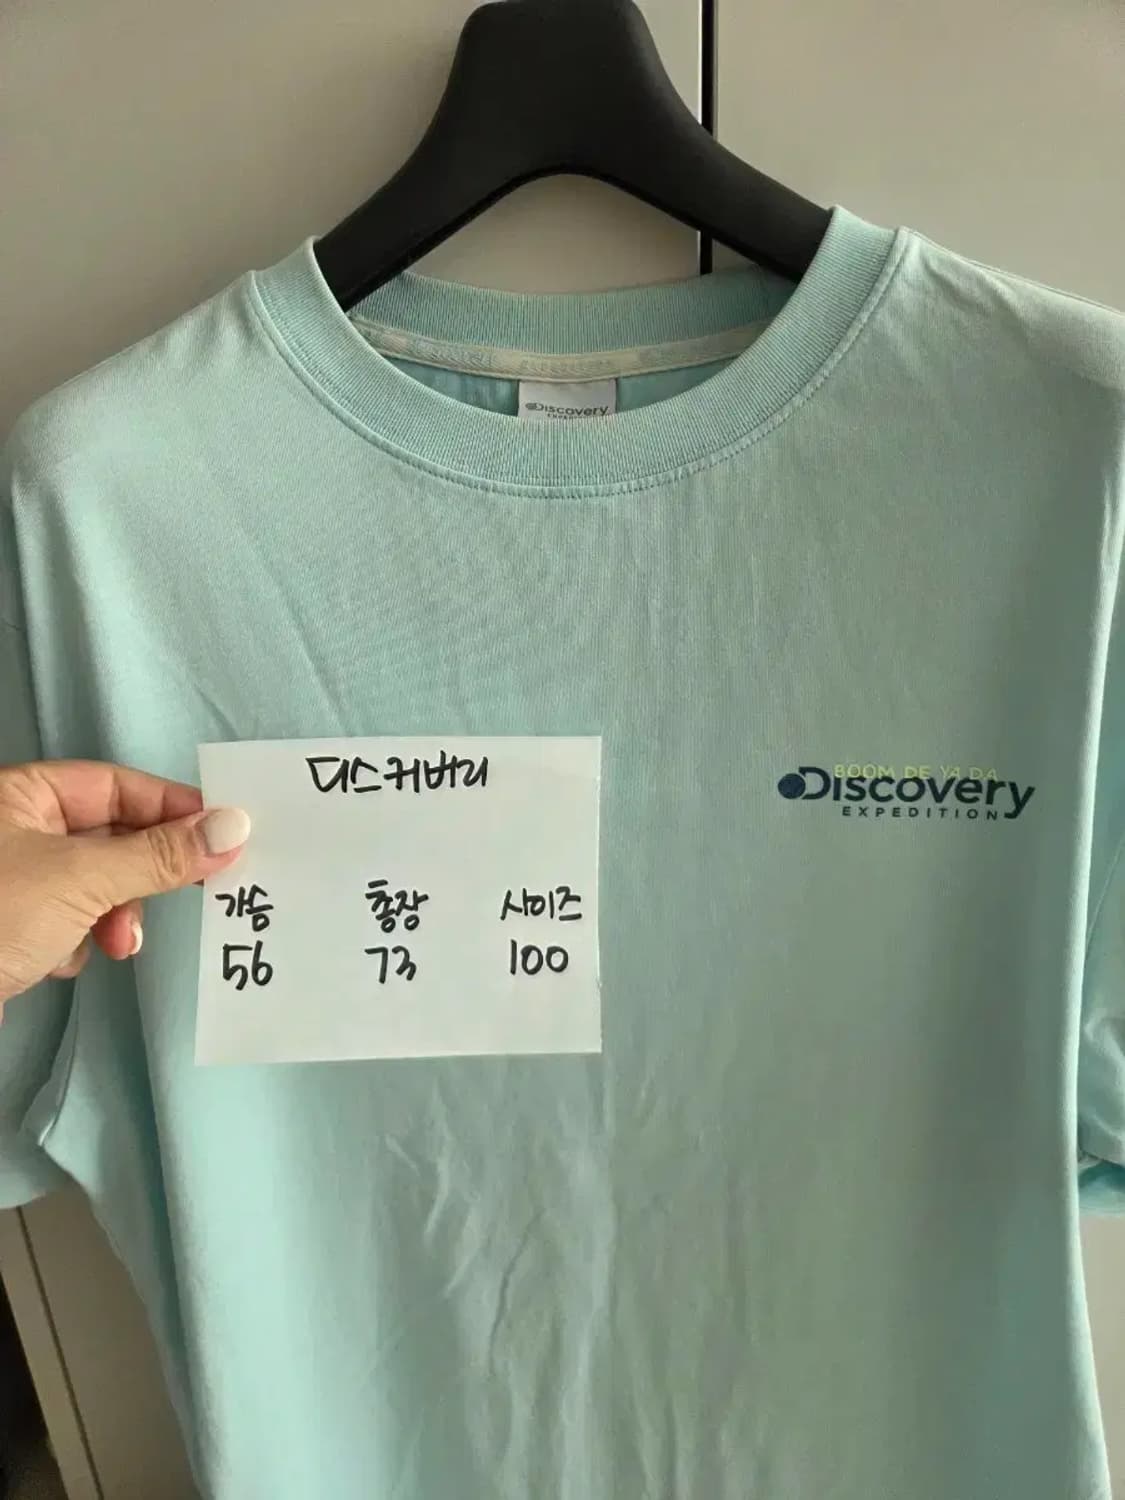 Discovery
BOOM DE YA DA
Discovery
EXPEDITION
디스커버리
가슴 총장 사이즈
56 73 100